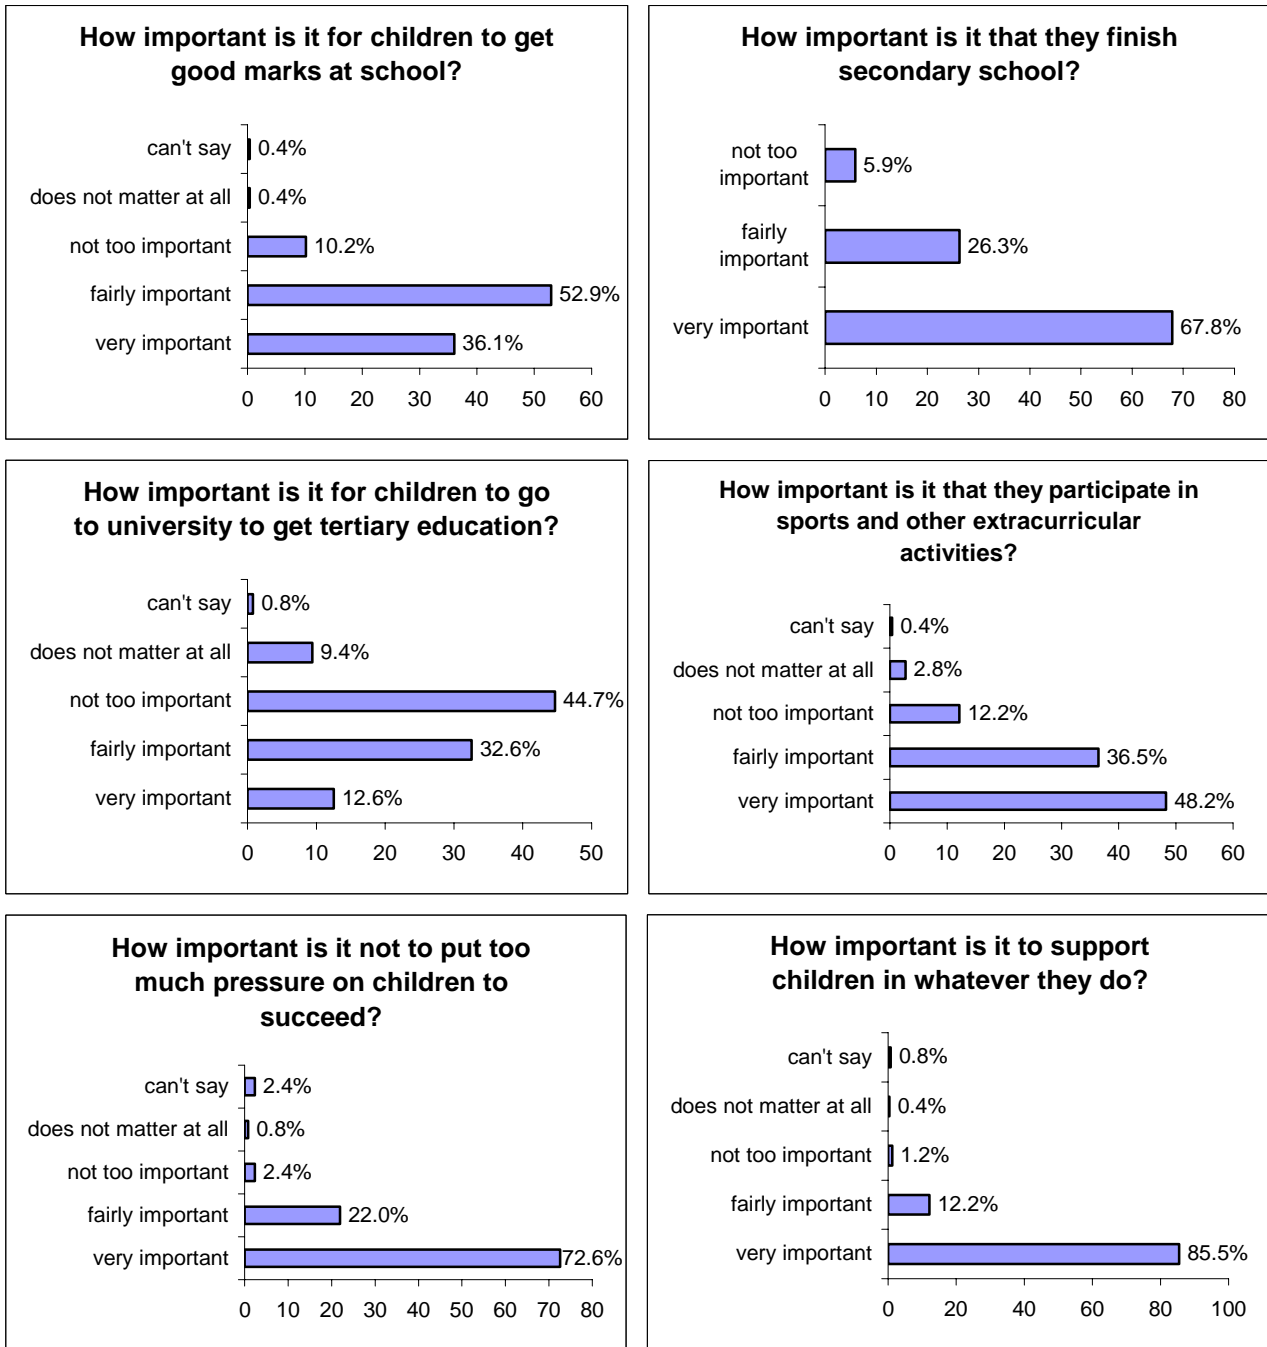 How important is it for children to get
good marks at school?
can't say 0.4%
does not matter at all 0.4%
not too important 10.2%
fairly important 52.9%
very important 36.1%
0 10 20 30 40 50 60
How important is it that they finish
secondary school?
not too
important 5.9%
fairly
important 26.3%
very important 67.8%
0 10 20 30 40 50 60 70 80
How important is it for children to go
to university to get tertiary education?
can't say 0.8%
does not matter at all 9.4%
not too important 44.7%
fairly important 32.6%
very important 12.6%
0 10 20 30 40 50
How important is it that they participate in
sports and other extracurricular
activities?
can't say 0.4%
does not matter at all 2.8%
not too important 12.2%
fairly important 36.5%
very important 48.2%
0 10 20 30 40 50 60
How important is it not to put too
much pressure on children to
succeed?
can't say 2.4%
does not matter at all 0.8%
not too important 2.4%
fairly important 22.0%
very important 72.6%
0 10 20 30 40 50 60 70 80
How important is it to support
children in whatever they do?
can't say 0.8%
does not matter at all 0.4%
not too important 1.2%
fairly important 12.2%
very important 85.5%
0 20 40 60 80 100